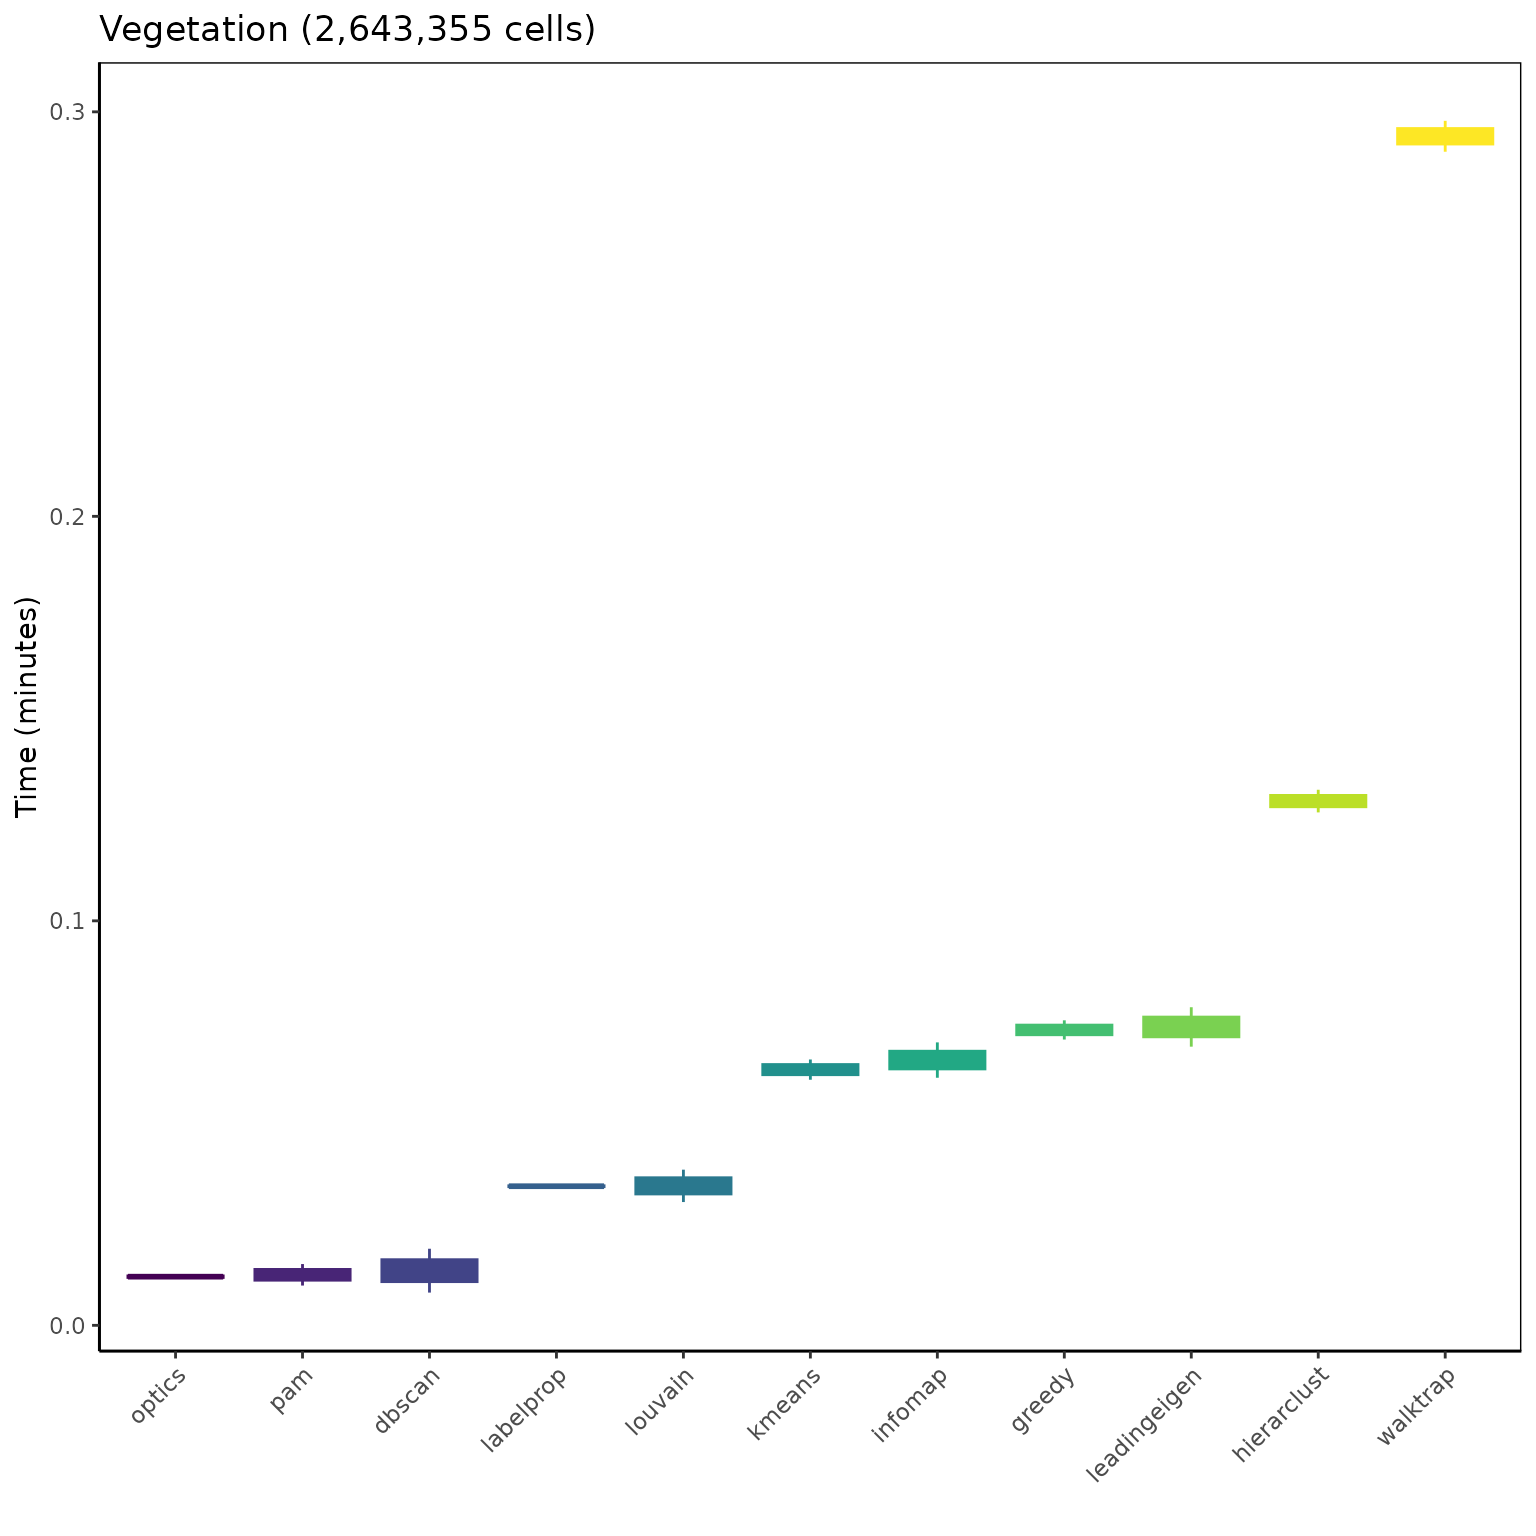 Vegetation (2,643,355 cells)
Time (minutes)
0.3
0.2
0.1
0.0
optics
pam
dbscan
labelprop
louvain
kmeans
infomap
greedy
leadingeigen
hierarclust
walktrap